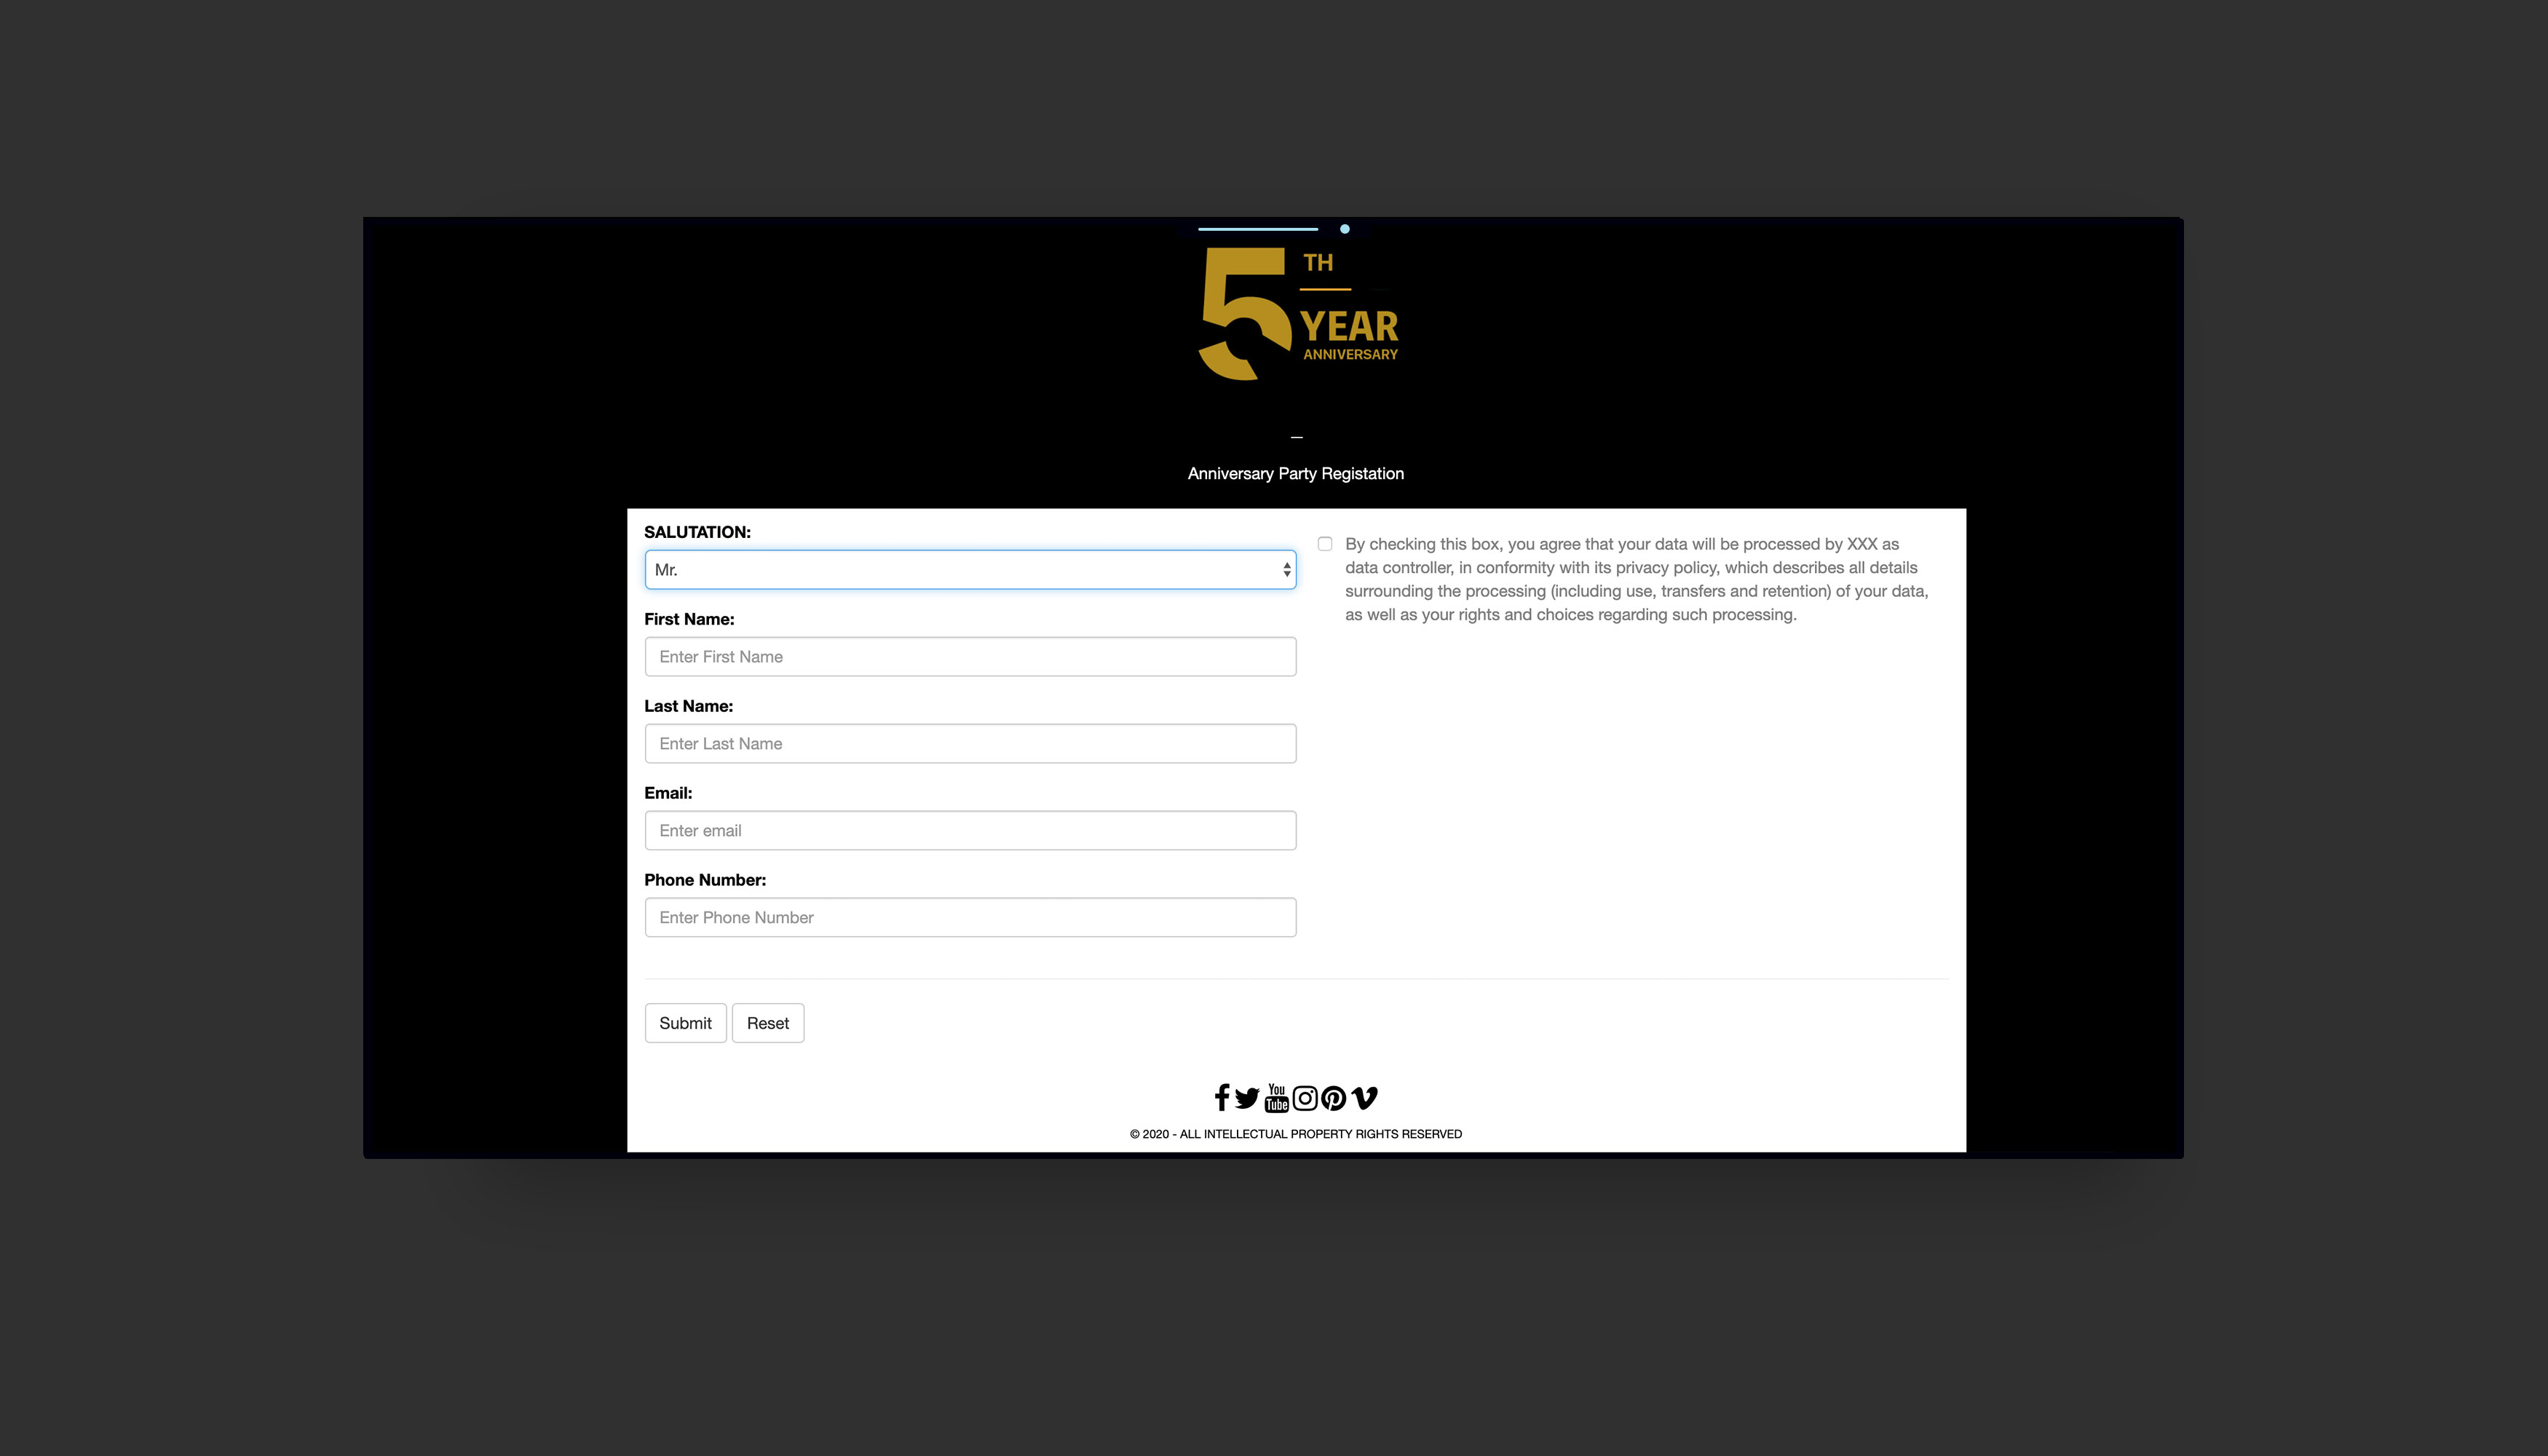 5 TH
YEAR
ANNIVERSARY
—
Anniversary Party Registation
SALUTATION:
Mr.
By checking this box, you agree that your data will be processed by XXX as
data controller, in conformity with its privacy policy, which describes all details
surrounding the processing (including use, transfers and retention) of your data,
as well as your rights and choices regarding such processing.
First Name:
Enter First Name
Last Name:
Enter Last Name
Email:
Enter email
Phone Number:
Enter Phone Number
Submit Reset
You
Tube
© 2020 - ALL INTELLECTUAL PROPERTY RIGHTS RESERVED